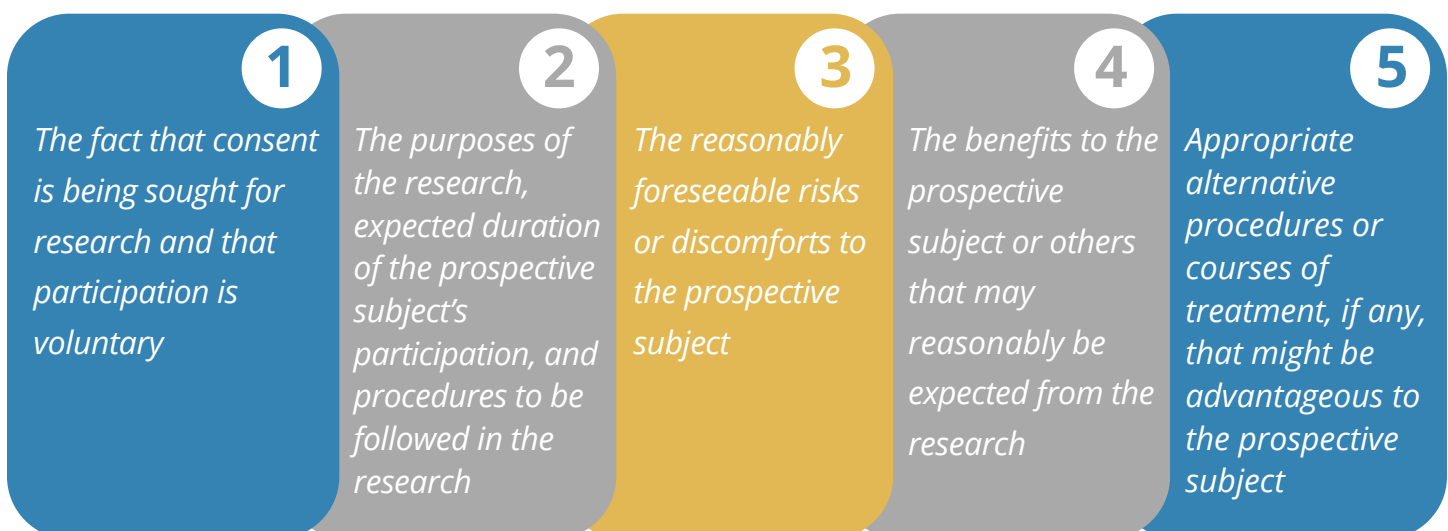 1
The fact that consent
is being sought for
research and that
participation is
voluntary
2
The purposes of
the research,
expected duration
of the prospective
subject's
participation, and
procedures to be
followed in the
research
3
The reasonably
foreseeable risks
or discomforts to
the prospective
subject
4
The benefits to the
prospective
subject or others
that may
reasonably be
expected from the
research
5
Appropriate
alternative
procedures or
courses of
treatment, if any,
that might be
advantageous to
the prospective
subject